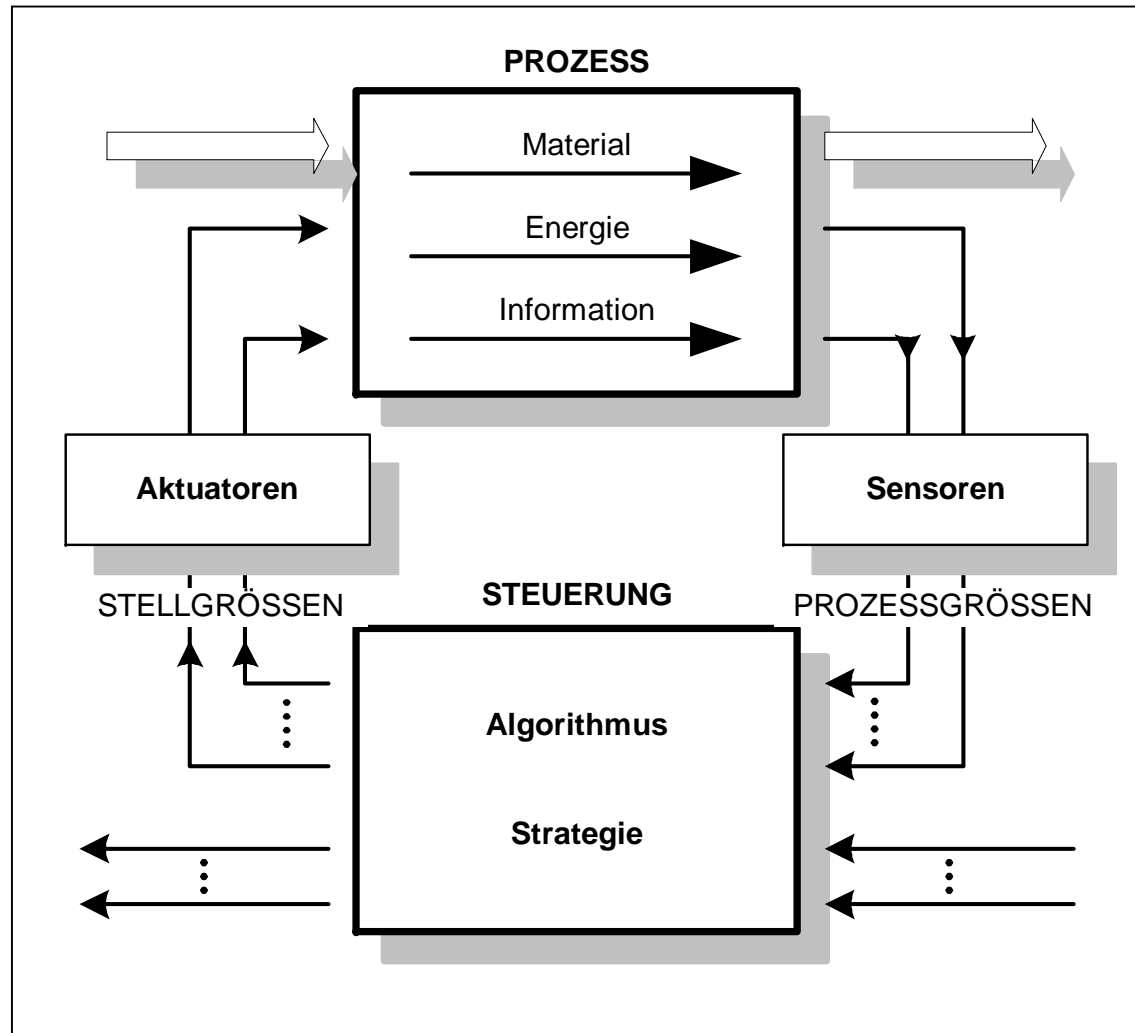 PROZESS
Material
Energie
Information
Aktuatoren
Sensoren
STELLGRÖSSEN
STEUERUNG
PROZESSGRÖSSEN
Algorithmus
Strategie